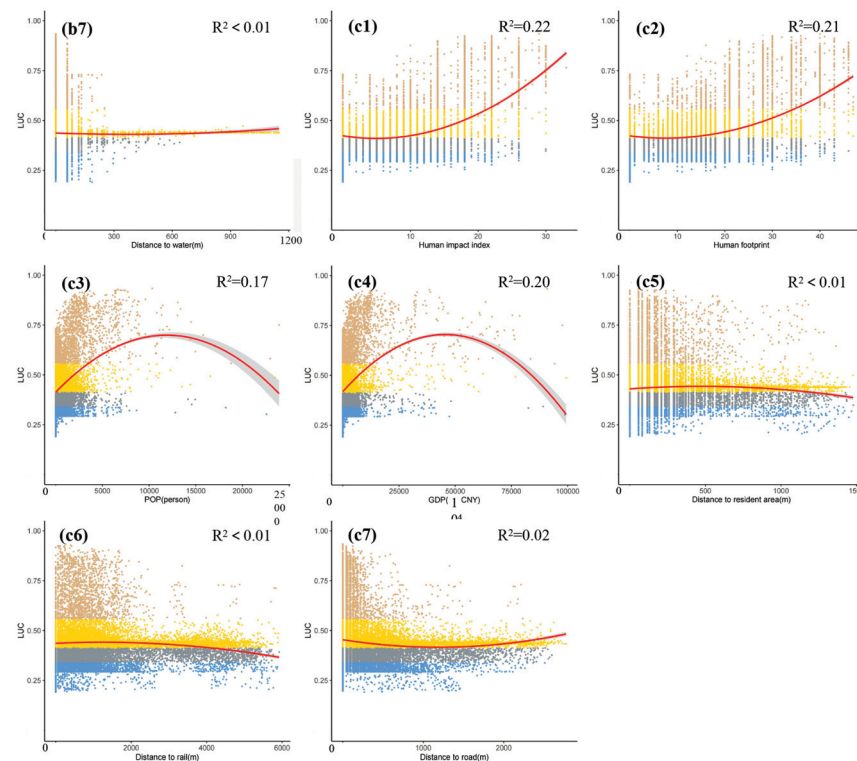 (b7) R² < 0.01
1.00
0.75
0.50
0.25
LUC
0 300 600 900 1200
Distance to water(m)
(c1) R²=0.22
1.00
0.75
0.50
0.25
LUC
0 10 20 30
Human impact index
(c2) R²=0.21
1.00
0.75
0.50
0.25
LUC
0 10 20 30 40
Human footprint
(c3) R²=0.17
1.00
0.75
0.50
0.25
LUC
0 5000 10000 15000 20000 25000
POP(person)
(c4) R²=0.20
1.00
0.75
0.50
0.25
LUC
0 25000 50000 75000 100000
GDP( 1 CNY)
04
(c5) R² < 0.01
1.00
0.75
0.50
0.25
LUC
0 500 1000
Distance to resident area(m)
(c6) R² < 0.01
1.00
0.75
0.50
0.25
LUC
0 2000 4000 6000
Distance to rail(m)
(c7) R²=0.02
1.00
0.75
0.50
0.25
LUC
0 1000 2000
Distance to road(m)